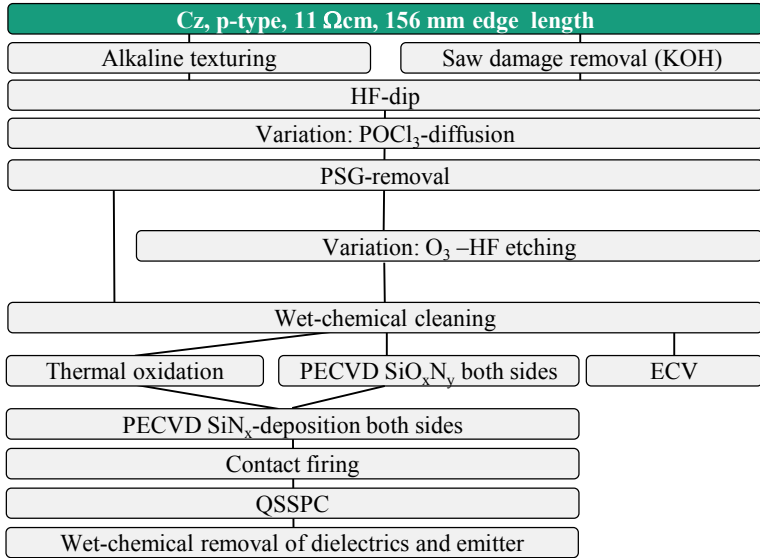 Cz, p-type, 11 Ωcm, 156 mm edge length
Alkaline texturing
Saw damage removal (KOH)
HF-dip
Variation: POCl₃-diffusion
PSG-removal
Variation: O₃ –HF etching
Wet-chemical cleaning
Thermal oxidation
PECVD SiOₓNᵧ both sides
ECV
PECVD SiNₓ-deposition both sides
Contact firing
QSSPC
Wet-chemical removal of dielectrics and emitter